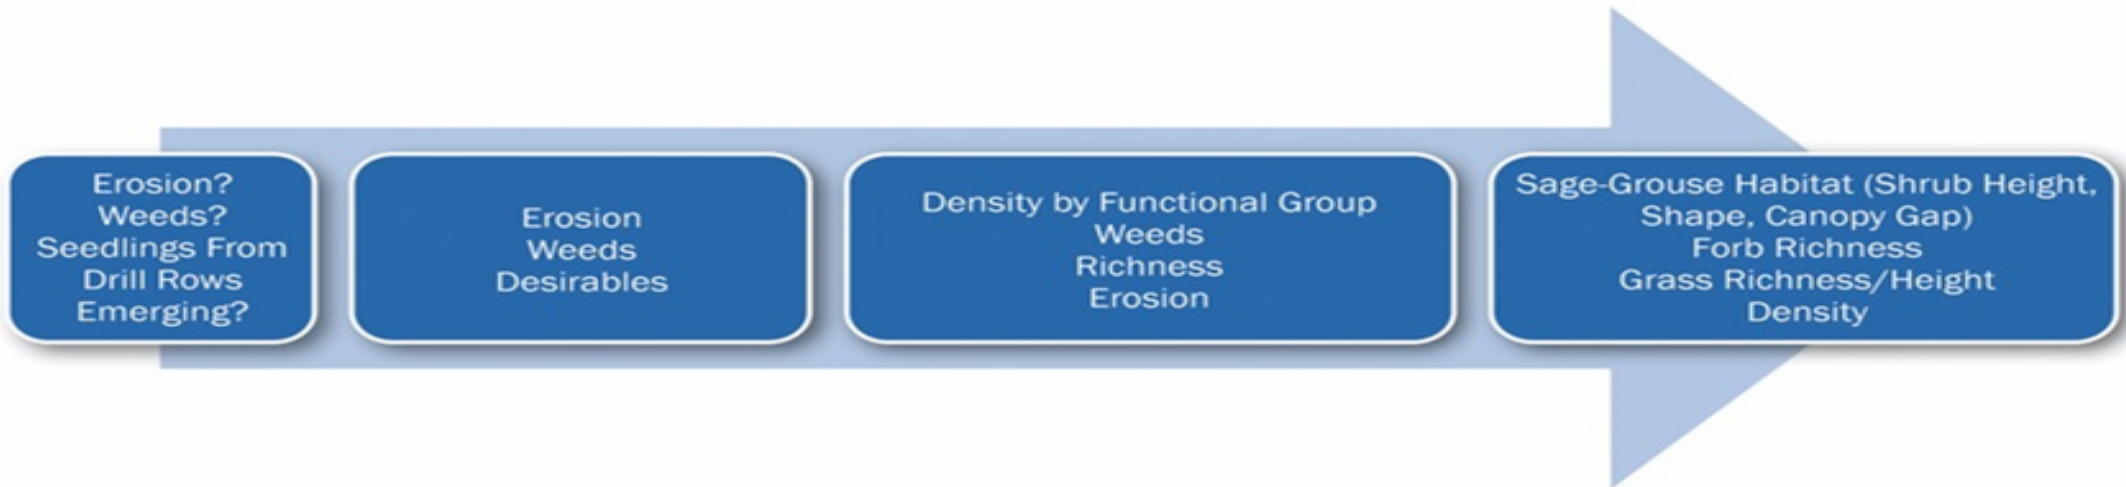 Erosion?
Weeds?
Seedlings From
Drill Rows
Emerging?
Erosion
Weeds
Desirables
Density by Functional Group
Weeds
Richness
Erosion
Sage-Grouse Habitat (Shrub Height,
Shape, Canopy Gap)
Forb Richness
Grass Richness/Height
Density